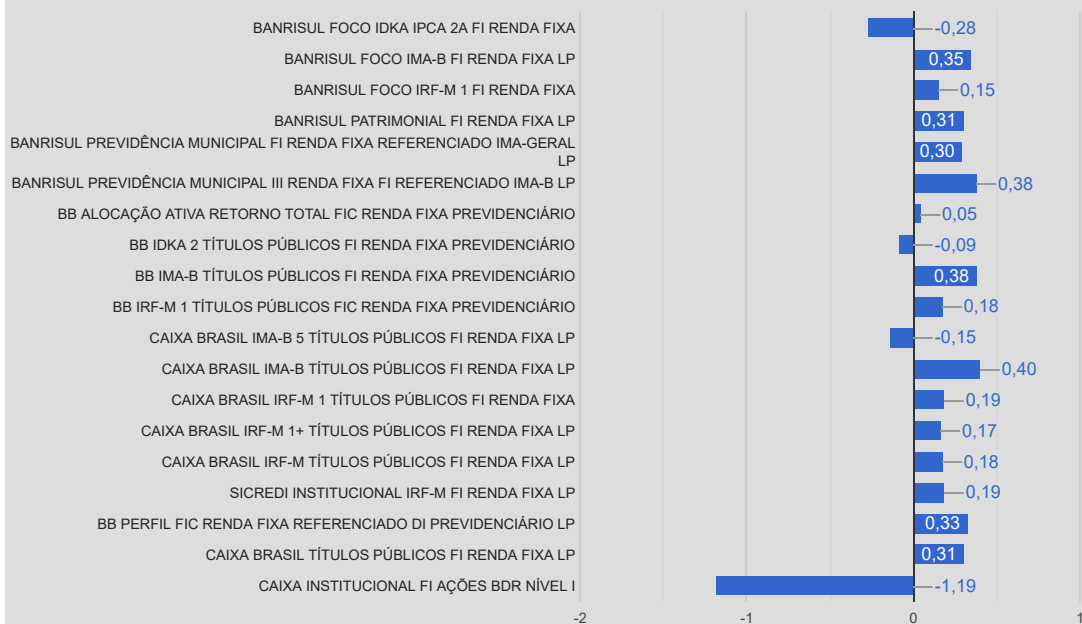 BANRISUL FOCO IDKA IPCA 2A FI RENDA FIXA -0,28
BANRISUL FOCO IMA-B FI RENDA FIXA LP 0,35
BANRISUL FOCO IRF-M 1 FI RENDA FIXA 0,15
BANRISUL PATRIMONIAL FI RENDA FIXA LP 0,31
BANRISUL PREVIDÊNCIA MUNICIPAL FI RENDA FIXA REFERENCIADO IMA-GERAL
LP 0,30
BANRISUL PREVIDÊNCIA MUNICIPAL III RENDA FIXA FI REFERENCIADO IMA-B LP 0,38
BB ALOCAÇÃO ATIVA RETORNO TOTAL FIC RENDA FIXA PREVIDENCIÁRIO 0,05
BB IDKA 2 TÍTULOS PÚBLICOS FI RENDA FIXA PREVIDENCIÁRIO -0,09
BB IMA-B TÍTULOS PÚBLICOS FI RENDA FIXA PREVIDENCIÁRIO 0,38
BB IRF-M 1 TÍTULOS PÚBLICOS FIC RENDA FIXA PREVIDENCIÁRIO 0,18
CAIXA BRASIL IMA-B 5 TÍTULOS PÚBLICOS FI RENDA FIXA LP -0,15
CAIXA BRASIL IMA-B TÍTULOS PÚBLICOS FI RENDA FIXA LP 0,40
CAIXA BRASIL IRF-M 1 TÍTULOS PÚBLICOS FI RENDA FIXA 0,19
CAIXA BRASIL IRF-M 1+ TÍTULOS PÚBLICOS FI RENDA FIXA LP 0,17
CAIXA BRASIL IRF-M TÍTULOS PÚBLICOS FI RENDA FIXA LP 0,18
SICREDI INSTITUCIONAL IRF-M FI RENDA FIXA LP 0,19
BB PERFIL FIC RENDA FIXA REFERENCIADO DI PREVIDENCIÁRIO LP 0,33
CAIXA BRASIL TÍTULOS PÚBLICOS FI RENDA FIXA LP 0,31
CAIXA INSTITUCIONAL FI AÇÕES BDR NÍVEL I -1,19
-2 -1 0 1